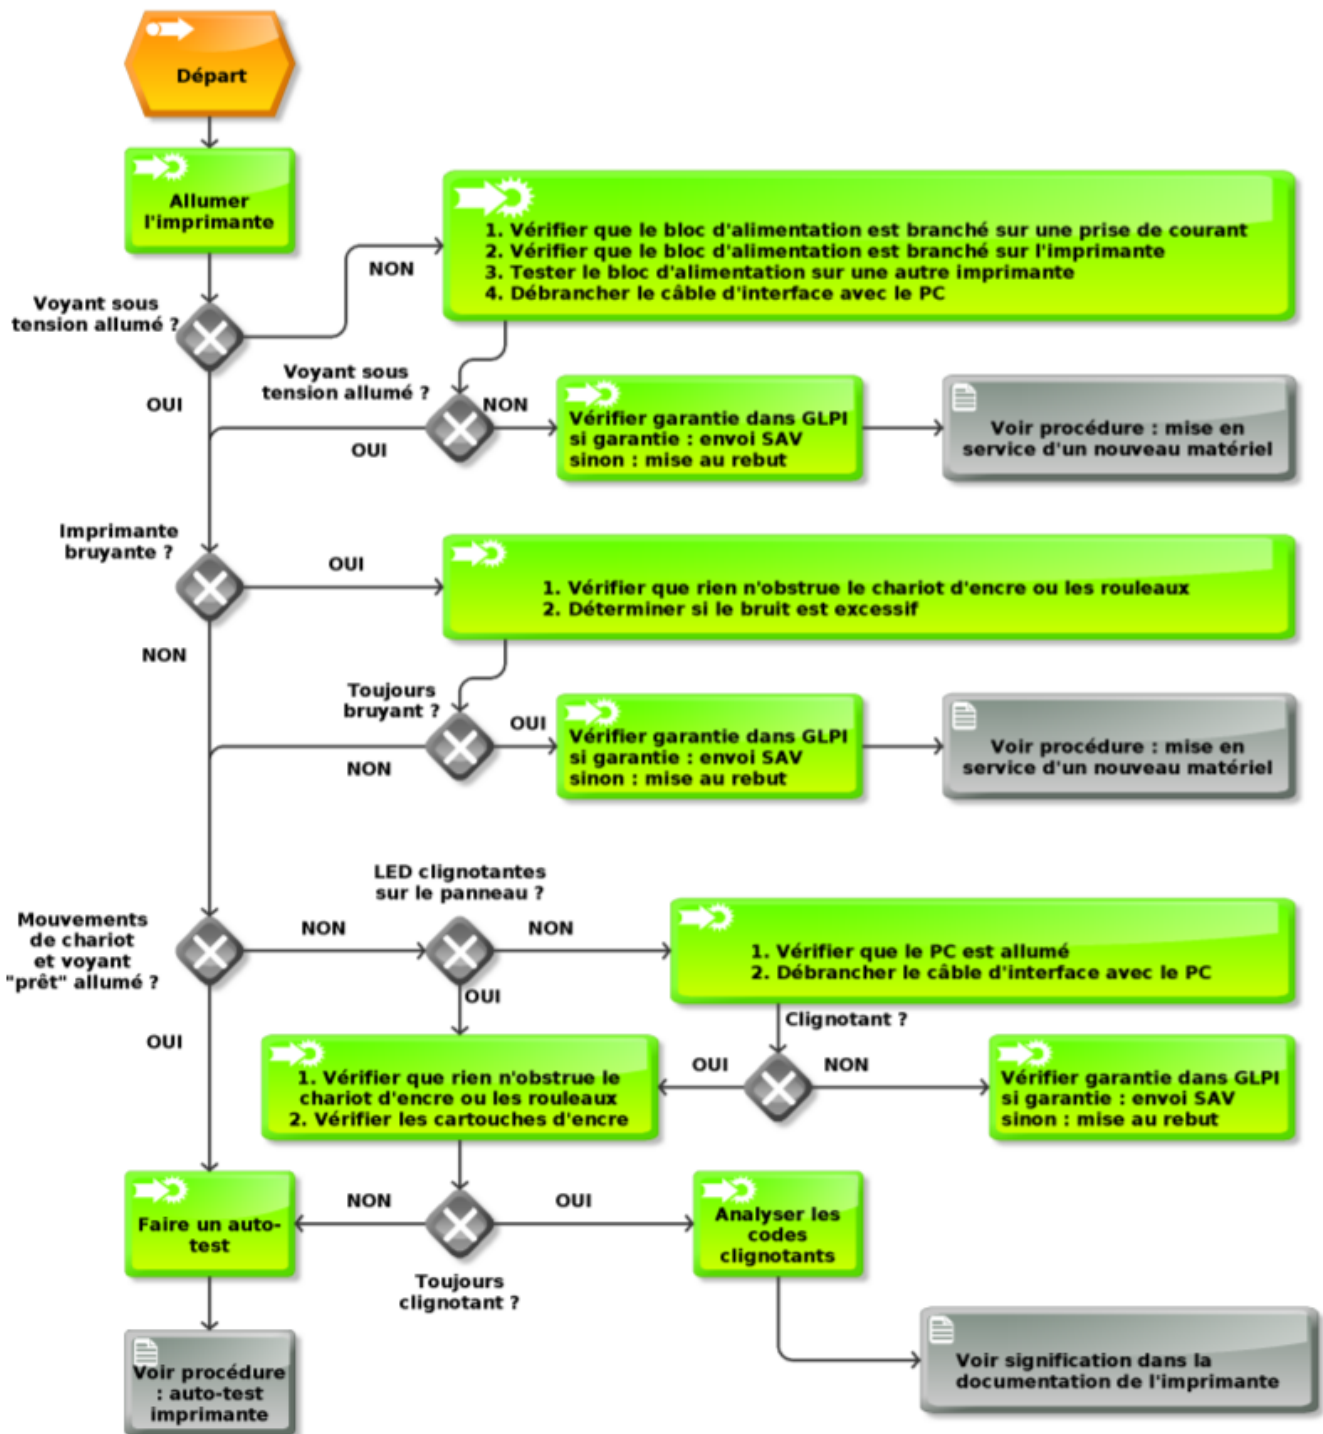 Départ
Allumer
l'imprimante
Voyant sous
tension allumé ?
NON
1. Vérifier que le bloc d'alimentation est branché sur une prise de courant
2. Vérifier que le bloc d'alimentation est branché sur l'imprimante
3. Tester le bloc d'alimentation sur une autre imprimante
4. Débrancher le câble d'interface avec le PC
OUI
Voyant sous
tension allumé ?
NON
OUI
Vérifier garantie dans GLPI
si garantie : envoi SAV
sinon : mise au rebut
Voir procédure : mise en
service d'un nouveau matériel
Imprimante
bruyante ?
OUI
1. Vérifier que rien n'obstrue le chariot d'encre ou les rouleaux
2. Déterminer si le bruit est excessif
NON
Toujours
bruyant ?
OUI
NON
Vérifier garantie dans GLPI
si garantie : envoi SAV
sinon : mise au rebut
Voir procédure : mise en
service d'un nouveau matériel
Mouvements
de chariot
et voyant
"prêt" allumé ?
NON
LED clignotantes
sur le panneau ?
NON
1. Vérifier que le PC est allumé
2. Débrancher le câble d'interface avec le PC
OUI
OUI
Clignotant ?
OUI
NON
1. Vérifier que rien n'obstrue le
chariot d'encre ou les rouleaux
2. Vérifier les cartouches d'encre
Vérifier garantie dans GLPI
si garantie : envoi SAV
sinon : mise au rebut
Faire un auto-
test
NON
OUI
Toujours
clignotant ?
Analyser les
codes
clignotants
Voir procédure
: auto-test
imprimante
Voir signification dans la
documentation de l'imprimante